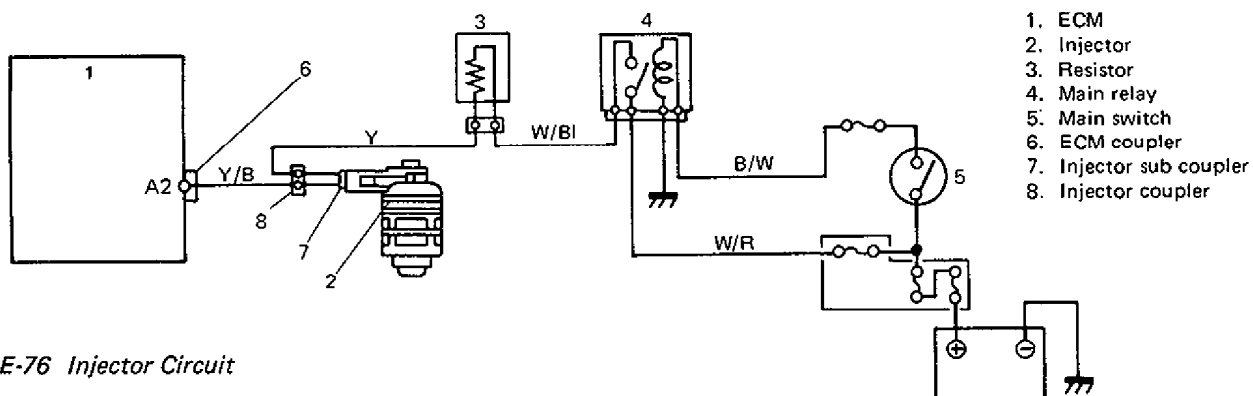 1
6
3
4
Y
W/Bl
B/W
5
A2
Y/B
8
7
2
W/R
⊕
⊖
1. ECM
2. Injector
3. Resistor
4. Main relay
5. Main switch
6. ECM coupler
7. Injector sub coupler
8. Injector coupler
E-76 Injector Circuit